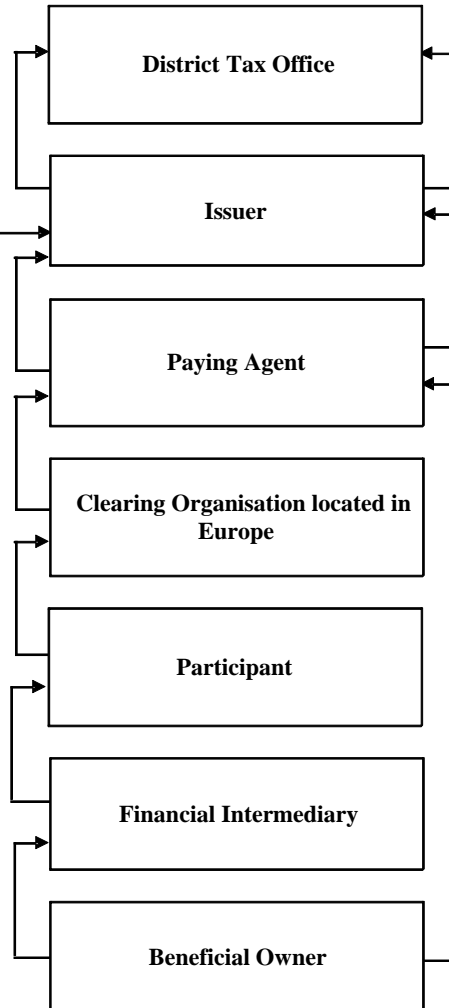 District Tax Office
Issuer
Paying Agent
Clearing Organisation located in
Europe
Participant
Financial Intermediary
Beneficial Owner